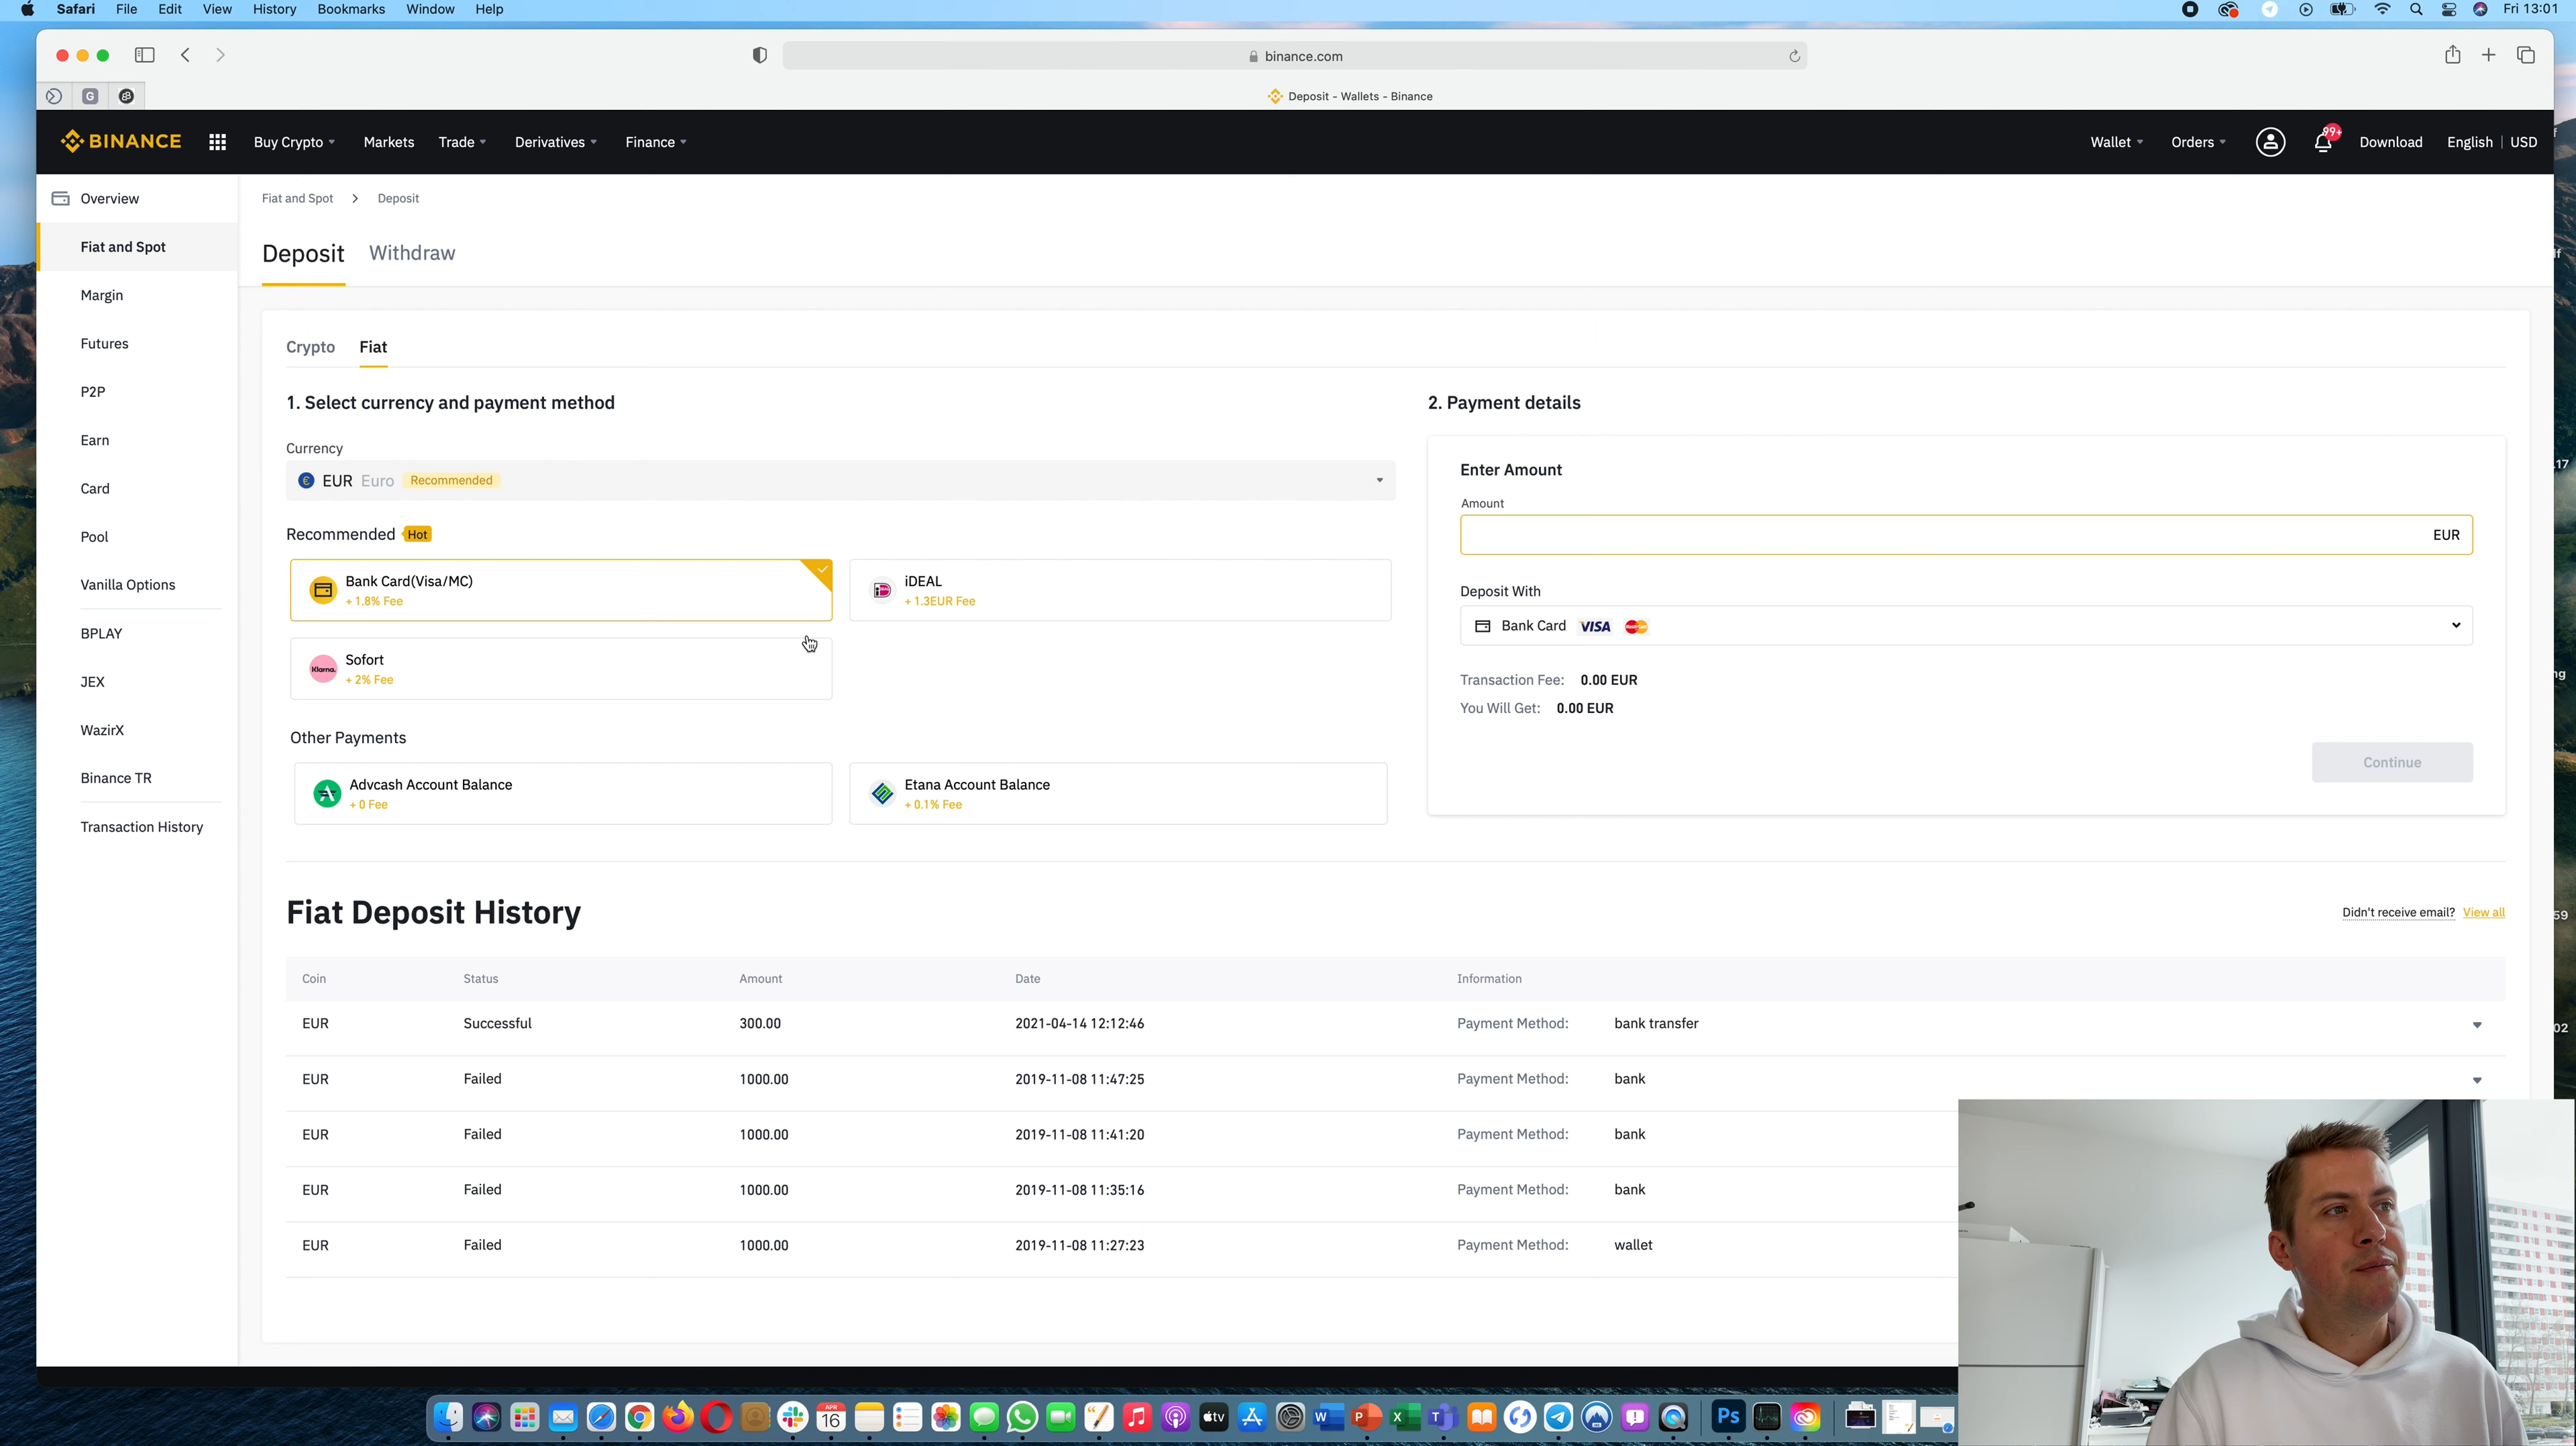 Safari File Edit View History Bookmarks Window Help Fri 13:01
binance.com
G Deposit - Wallets - Binance
BINANCE Buy Crypto Markets Trade Derivatives Finance Wallet Orders 99+ Download English | USD
Overview
Fiat and Spot
Margin
Futures
P2P
Earn
Card
Pool
Vanilla Options
BPLAY
JEX
WazirX
Binance TR
Transaction History
Fiat and Spot > Deposit
Deposit Withdraw
Crypto Fiat
1. Select currency and payment method
Currency
€ EUR Euro Recommended
Recommended Hot
Bank Card(Visa/MC)
+ 1.8% Fee
iDEAL
+ 1.3EUR Fee
Klarna. Sofort
+ 2% Fee
Other Payments
Advcash Account Balance
+ 0 Fee
Etana Account Balance
+ 0.1% Fee
2. Payment details
Enter Amount
Amount
EUR
Deposit With
Bank Card VISA
Transaction Fee: 0.00 EUR
You Will Get: 0.00 EUR
Continue
Fiat Deposit History
Didn't receive email? View all
Coin Status Amount Date Information
EUR Successful 300.00 2021-04-14 12:12:46 Payment Method: bank transfer
EUR Failed 1000.00 2019-11-08 11:47:25 Payment Method: bank
EUR Failed 1000.00 2019-11-08 11:41:20 Payment Method: bank
EUR Failed 1000.00 2019-11-08 11:35:16 Payment Method: bank
EUR Failed 1000.00 2019-11-08 11:27:23 Payment Method: wallet
.17
ng
59
02
APR
16
tv
W
P
X
T
Ps